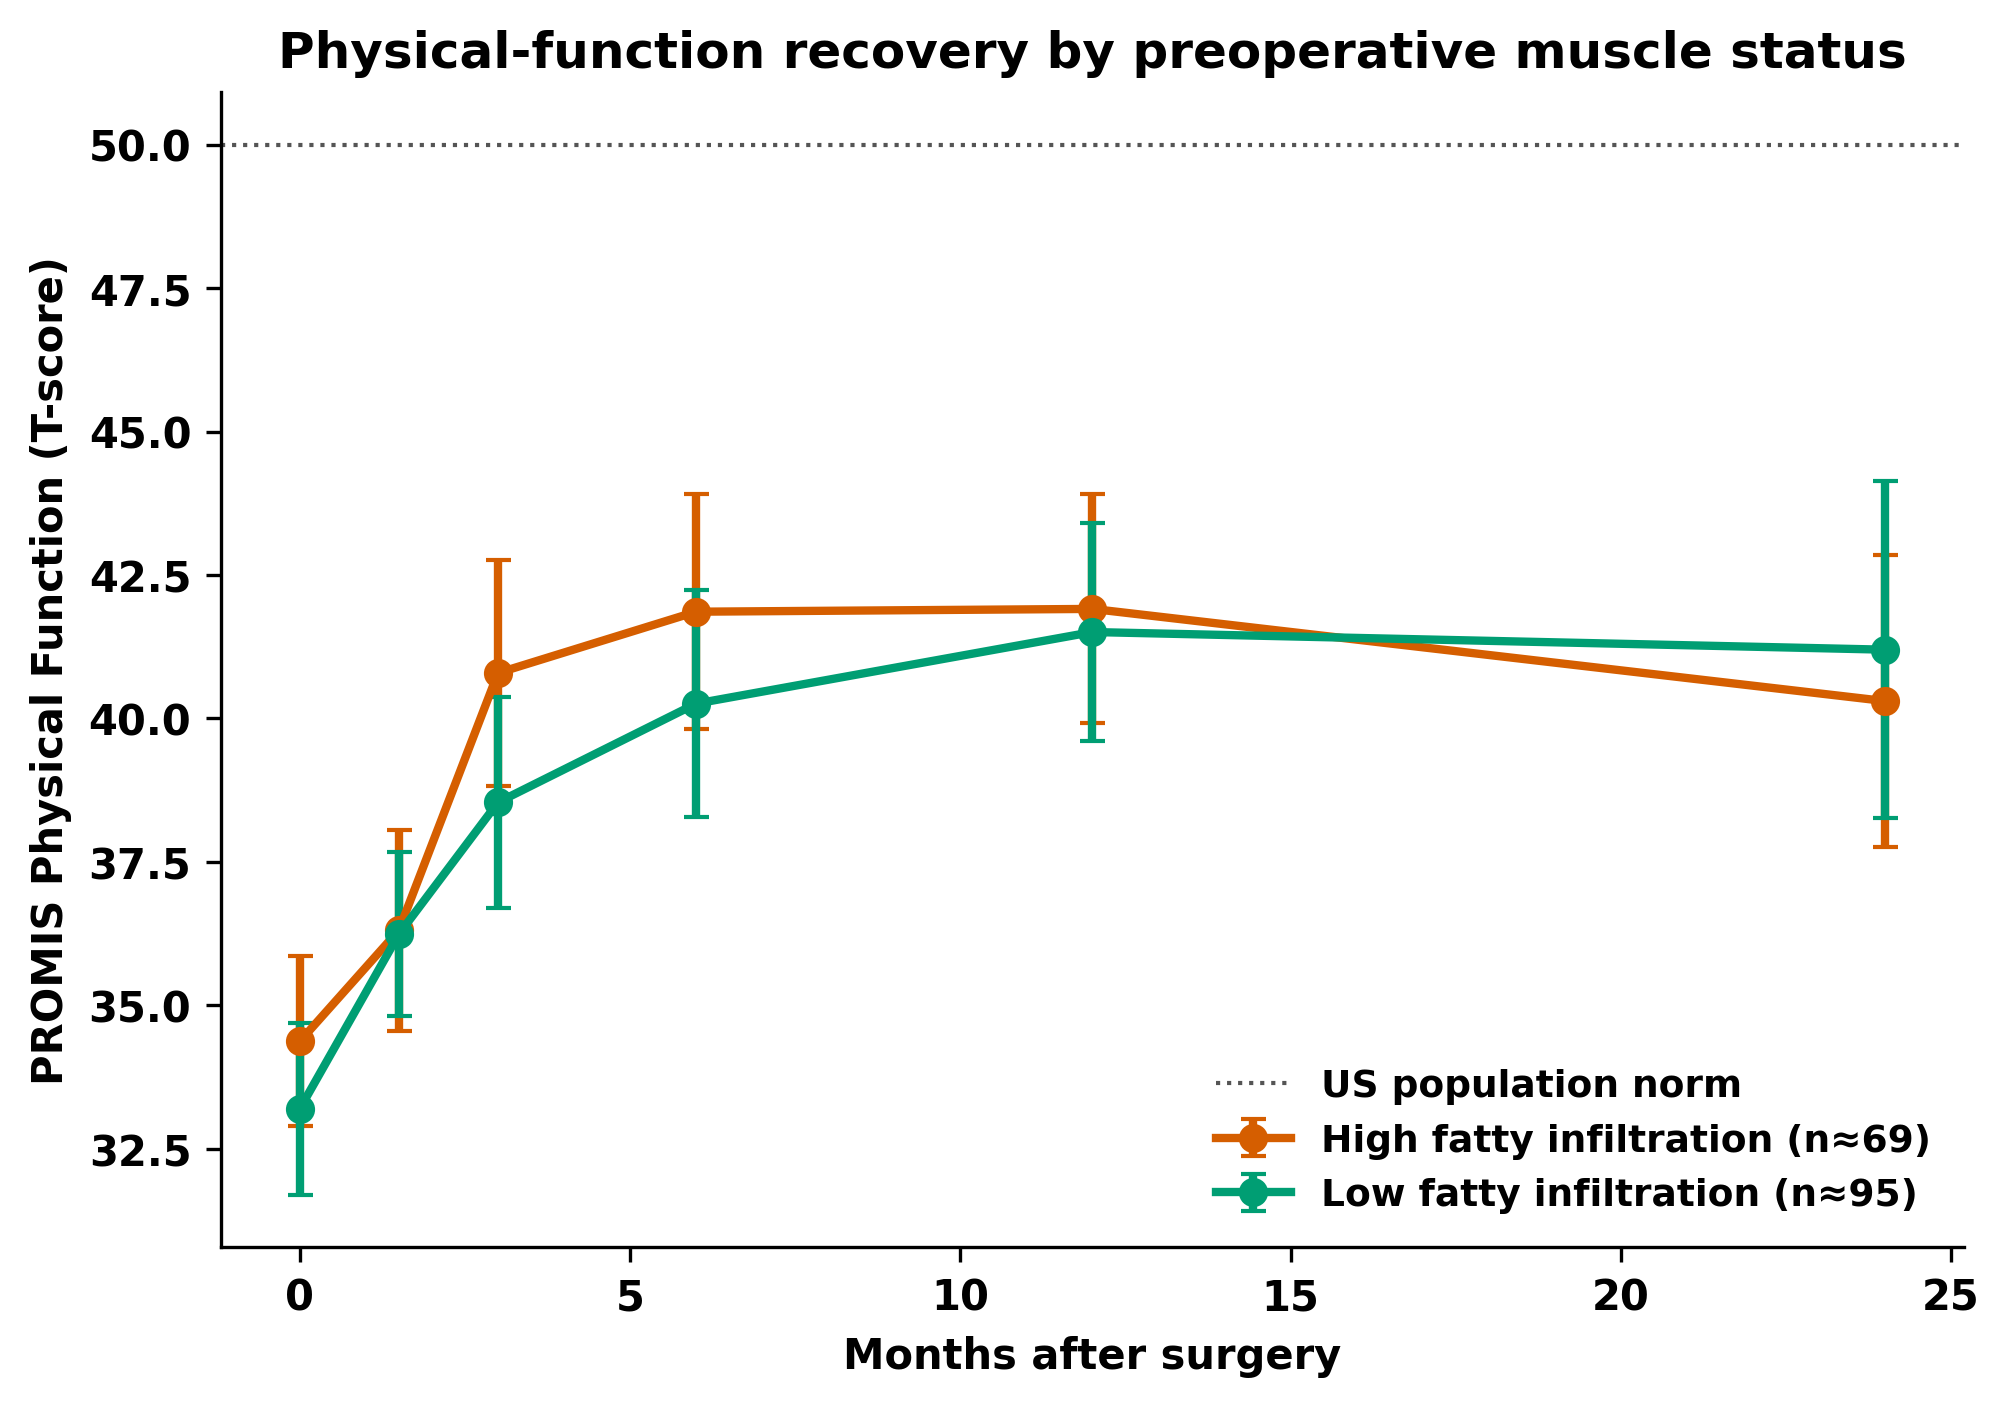 Physical-function recovery by preoperative muscle status
PROMIS Physical Function (T-score)
50.0
47.5
45.0
42.5
40.0
37.5
35.0
32.5
US population norm
High fatty infiltration (n≈69)
Low fatty infiltration (n≈95)
0 5 10 15 20 25
Months after surgery